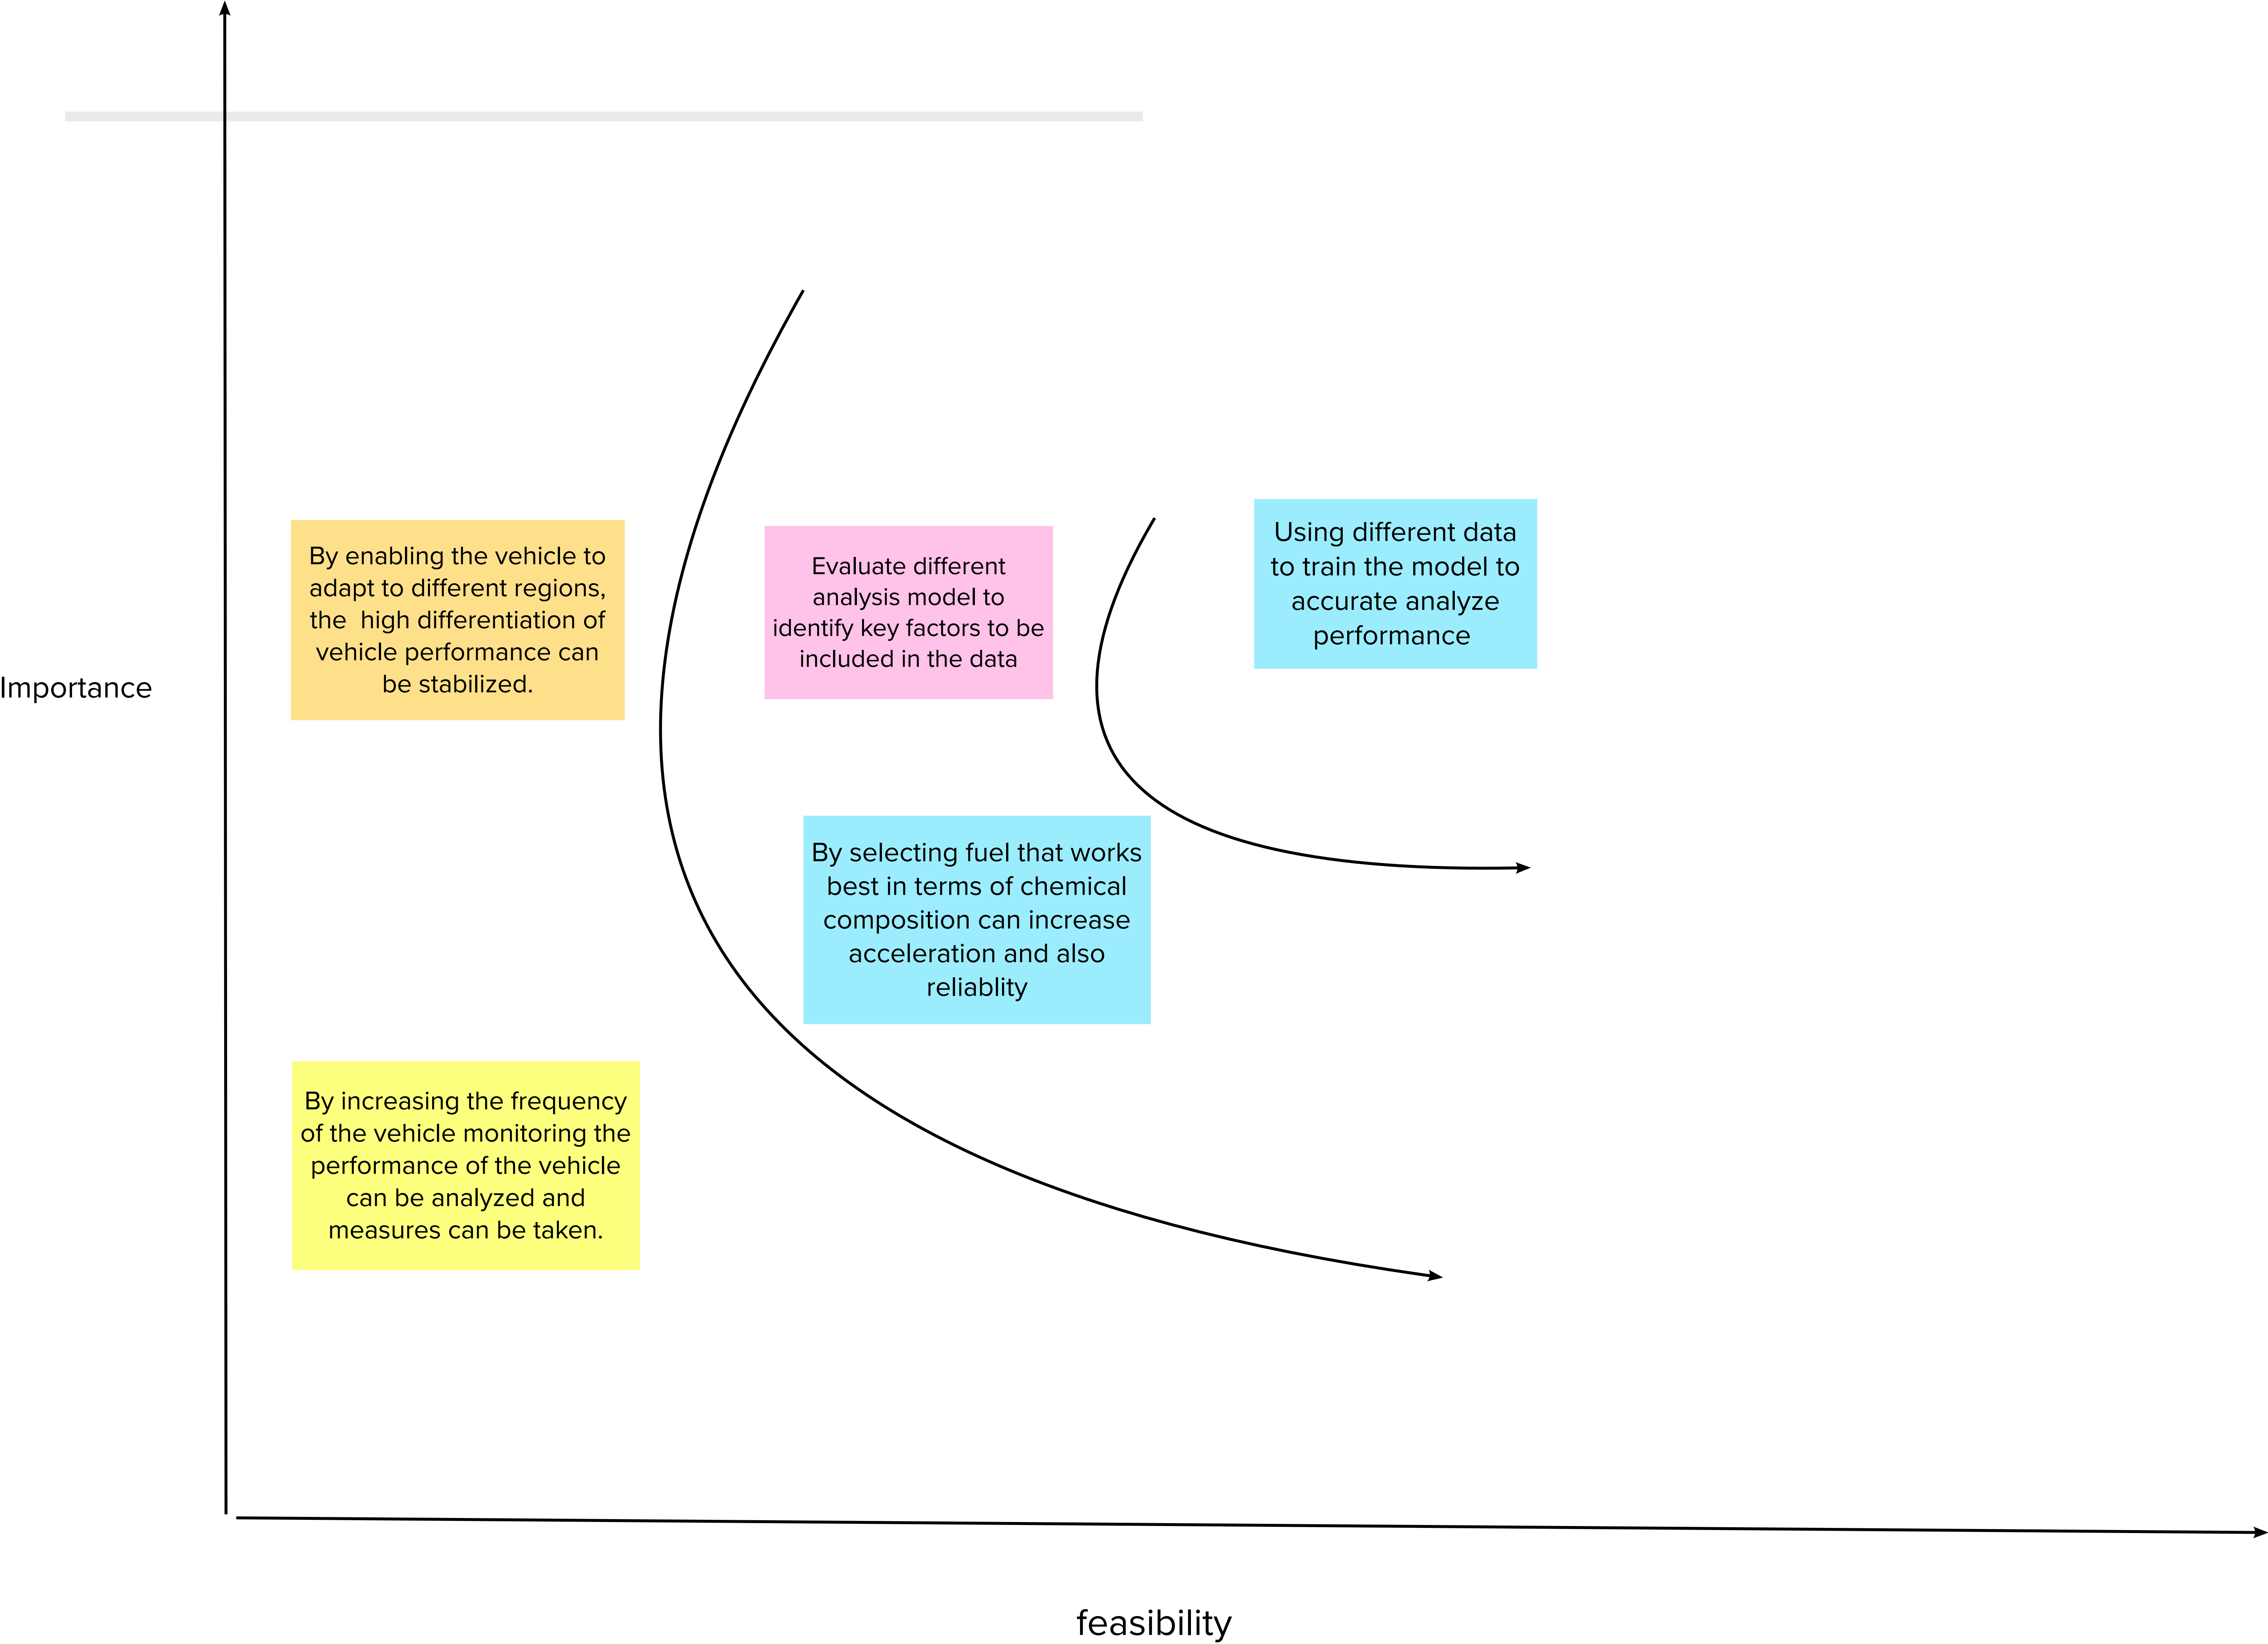 By enabling the vehicle to
adapt to different regions,
the  high differentiation of
vehicle performance can
be stabilized.
Evaluate different
analysis model to
identify key factors to be
included in the data
Using different data
to train the model to
accurate analyze
performance
Importance
By selecting fuel that works
best in terms of chemical
composition can increase
acceleration and also
reliablity
By increasing the frequency
of the vehicle monitoring the
performance of the vehicle
can be analyzed and
measures can be taken.
feasibility